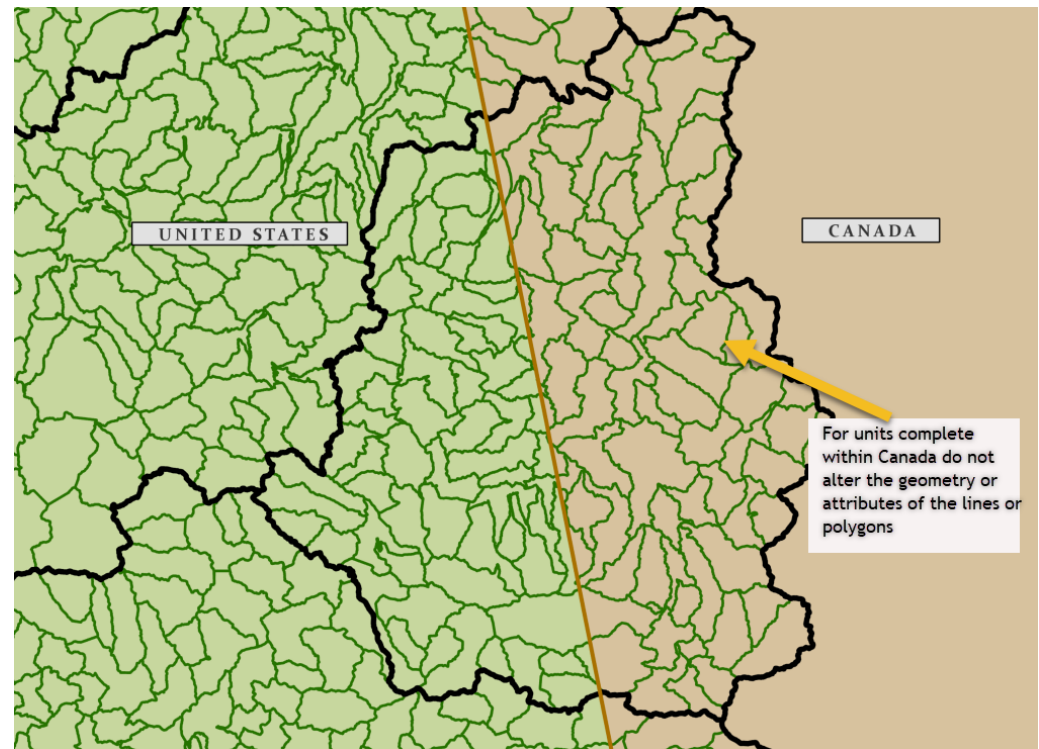 UNITED STATES
CANADA
For units complete
within Canada do not
alter the geometry or
attributes of the lines or
polygons